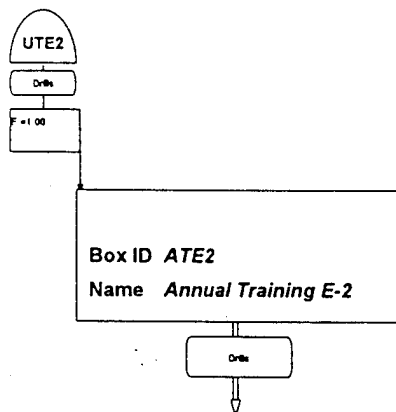 UTE2
Drills
F =1.00
Box ID ATE2
Name Annual Training E-2
Drills